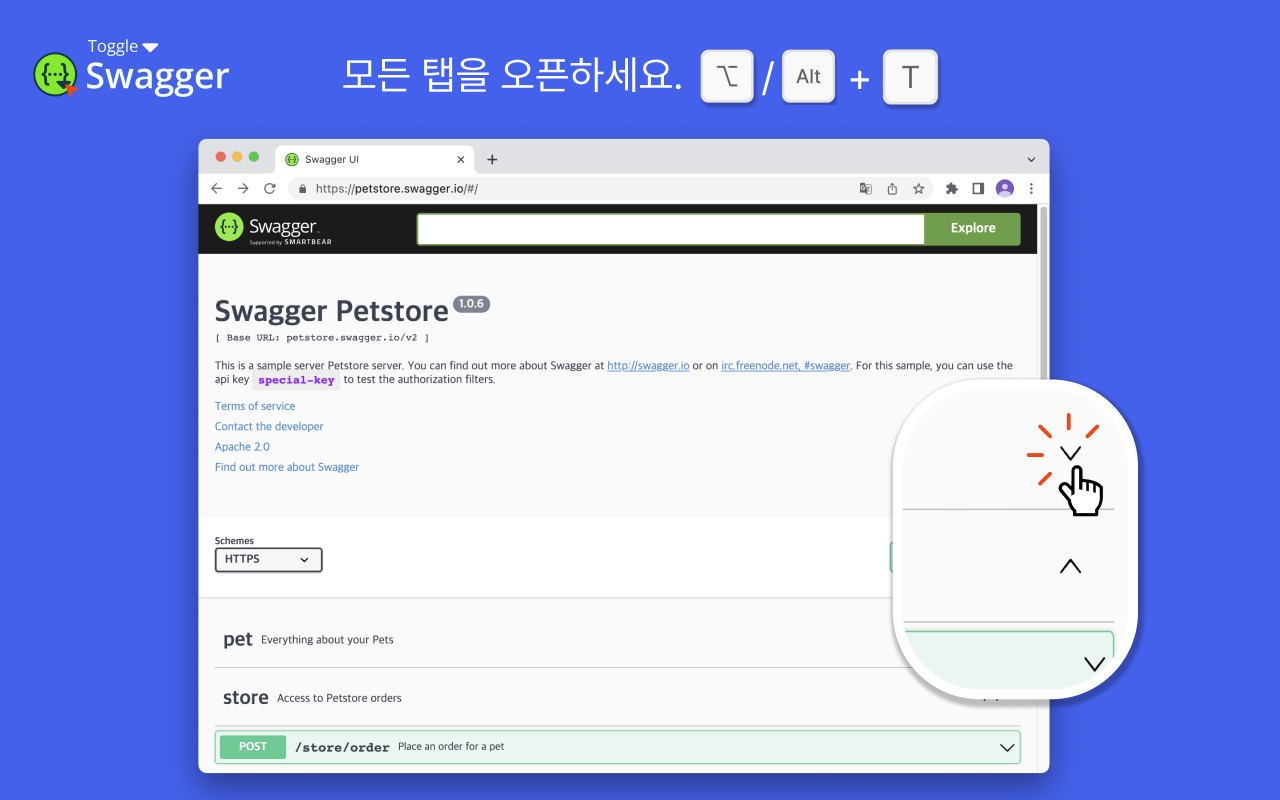 Toggle
Swagger
모든 탭을 오픈하세요. ⌥ / Alt + T
Swagger UI
https://petstore.swagger.io/#/
Swagger.
Supported by SMARTBEAR
Explore
Swagger Petstore 1.0.6
[ Base URL: petstore.swagger.io/v2 ]
This is a sample server Petstore server. You can find out more about Swagger at http://swagger.io or on irc.freenode.net, #swagger. For this sample, you can use the
api key special-key to test the authorization filters.
Terms of service
Contact the developer
Apache 2.0
Find out more about Swagger
Schemes
HTTPS
pet Everything about your Pets
store Access to Petstore orders
POST /store/order Place an order for a pet